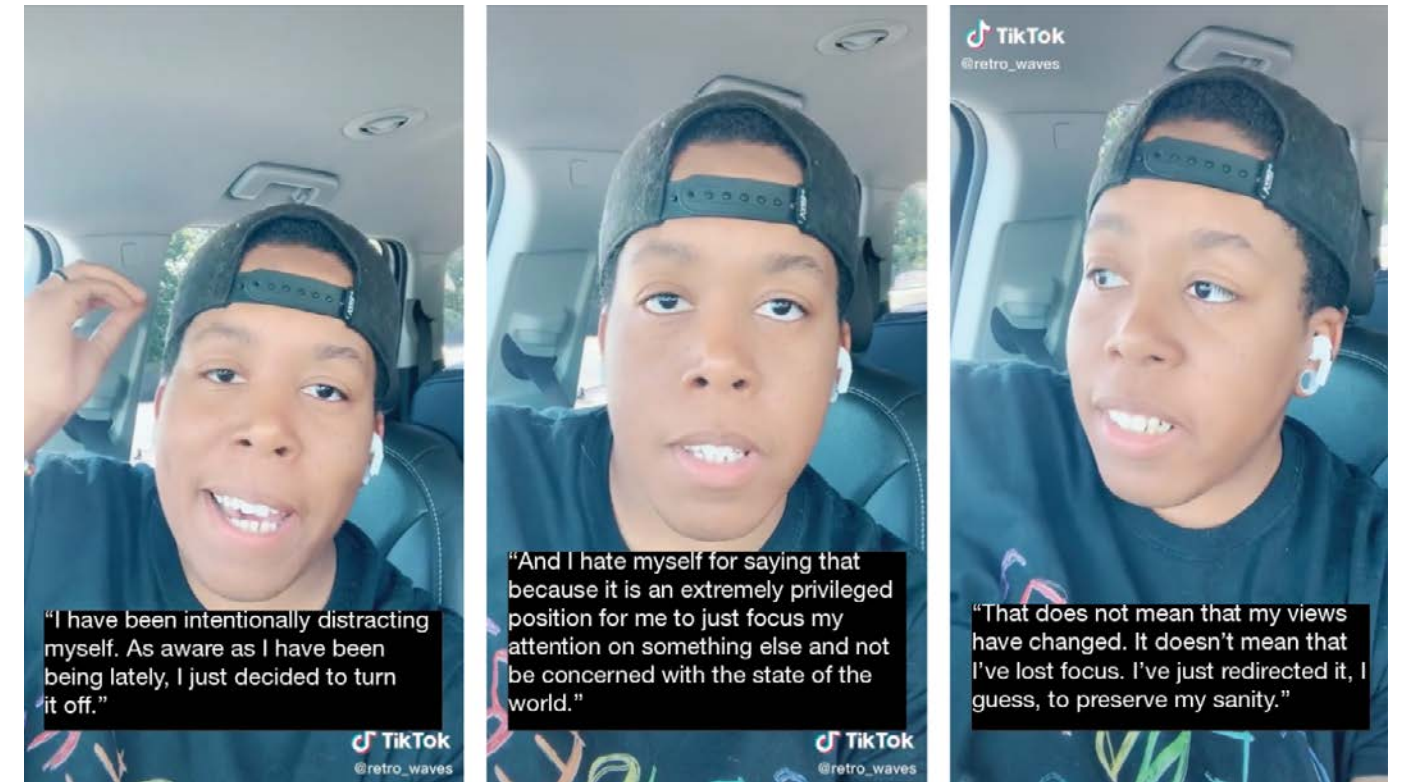 “I have been intentionally distracting
myself. As aware as I have been
being lately, I just decided to turn
it off.”
TikTok
@retro_waves
“And I hate myself for saying that
because it is an extremely privileged
position for me to just focus my
attention on something else and not
be concerned with the state of the
world.”
TikTok
@retro_waves
TikTok
@retro_waves
“That does not mean that my views
have changed. It doesn’t mean that
I’ve lost focus. I’ve just redirected it, I
guess, to preserve my sanity.”